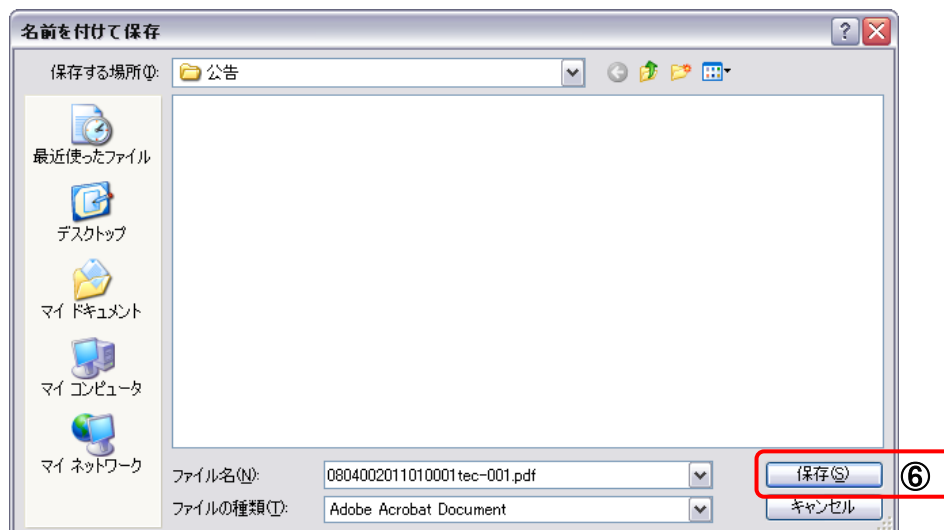 名前を付けて保存
保存する場所(I):
公告
最近使ったファイル
デスクトップ
マイ ドキュメント
マイ コンピュータ
マイ ネットワーク
ファイル名(N):
0804002011010001tec-001.pdf
保存(S)
⑥
ファイルの種類(T):
Adobe Acrobat Document
キャンセル